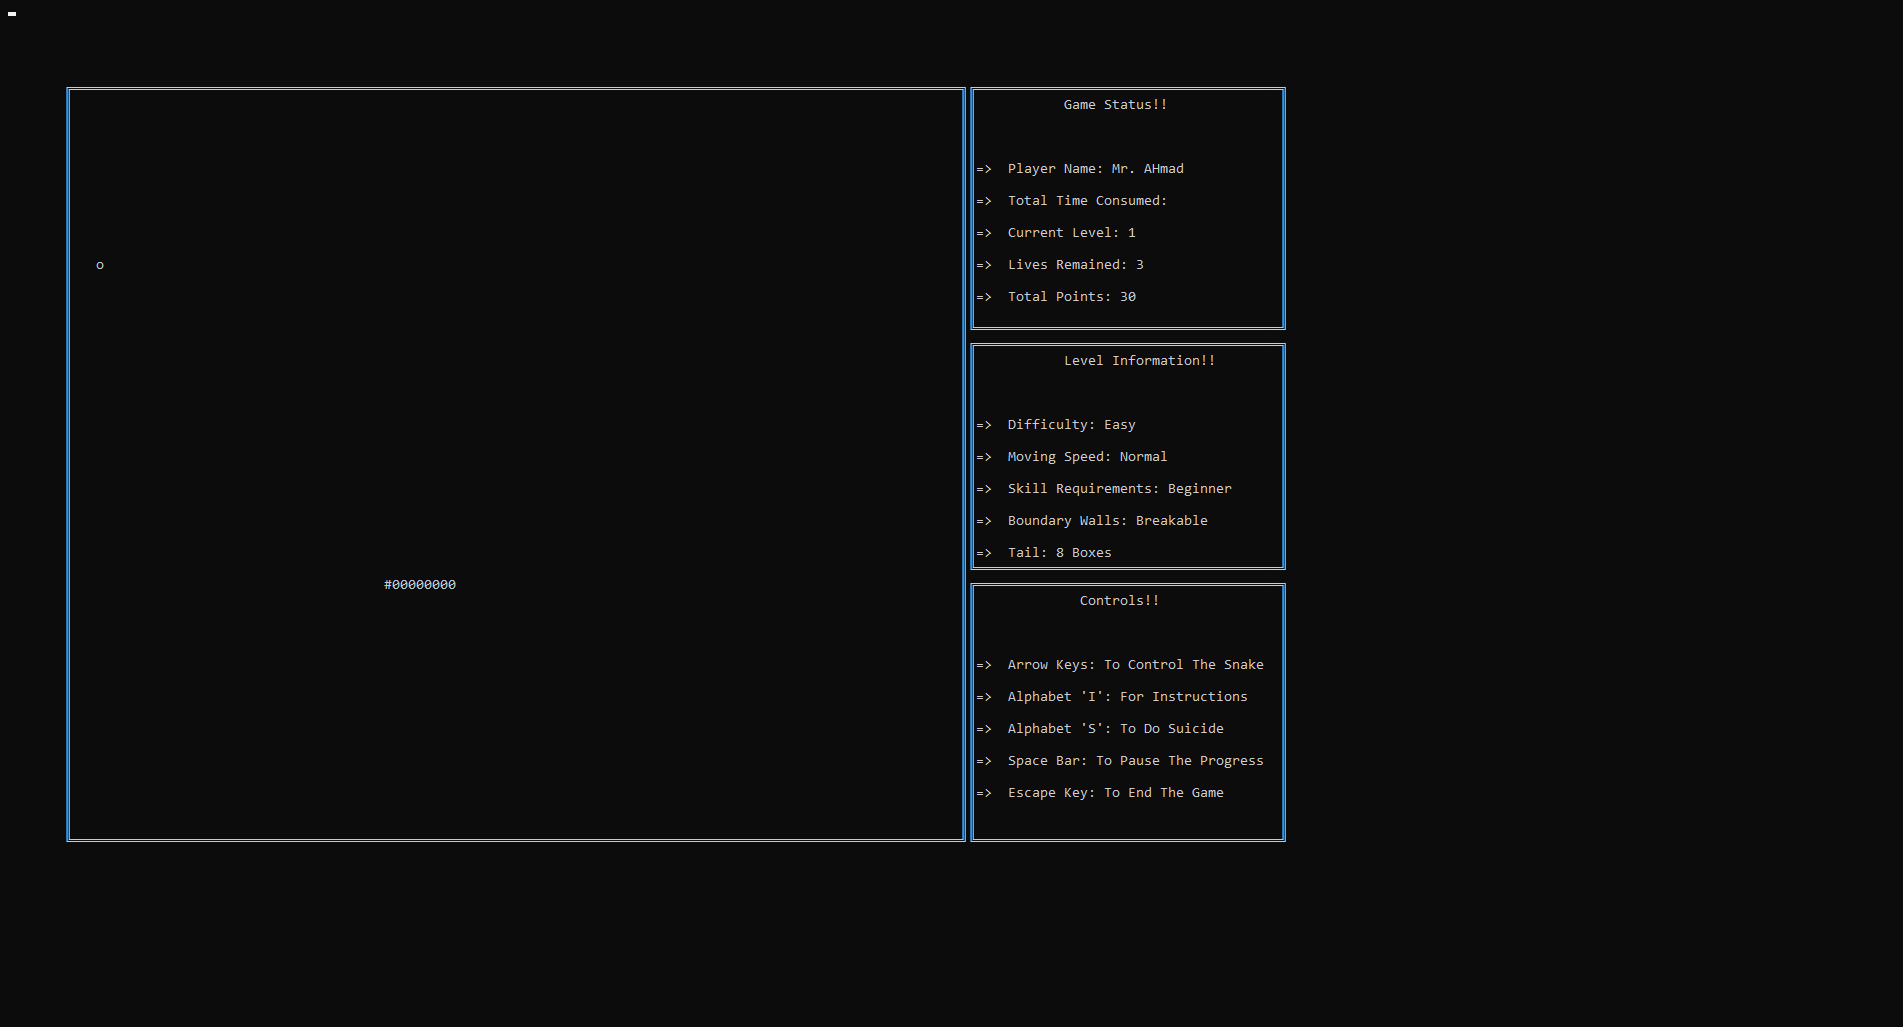 Game Status!!
=>  Player Name: Mr. AHmad
=>  Total Time Consumed:
=>  Current Level: 1
=>  Lives Remained: 3
=>  Total Points: 30
o
#00000000
Level Information!!
=>  Difficulty: Easy
=>  Moving Speed: Normal
=>  Skill Requirements: Beginner
=>  Boundary Walls: Breakable
=>  Tail: 8 Boxes
Controls!!
=>  Arrow Keys: To Control The Snake
=>  Alphabet 'I': For Instructions
=>  Alphabet 'S': To Do Suicide
=>  Space Bar: To Pause The Progress
=>  Escape Key: To End The Game